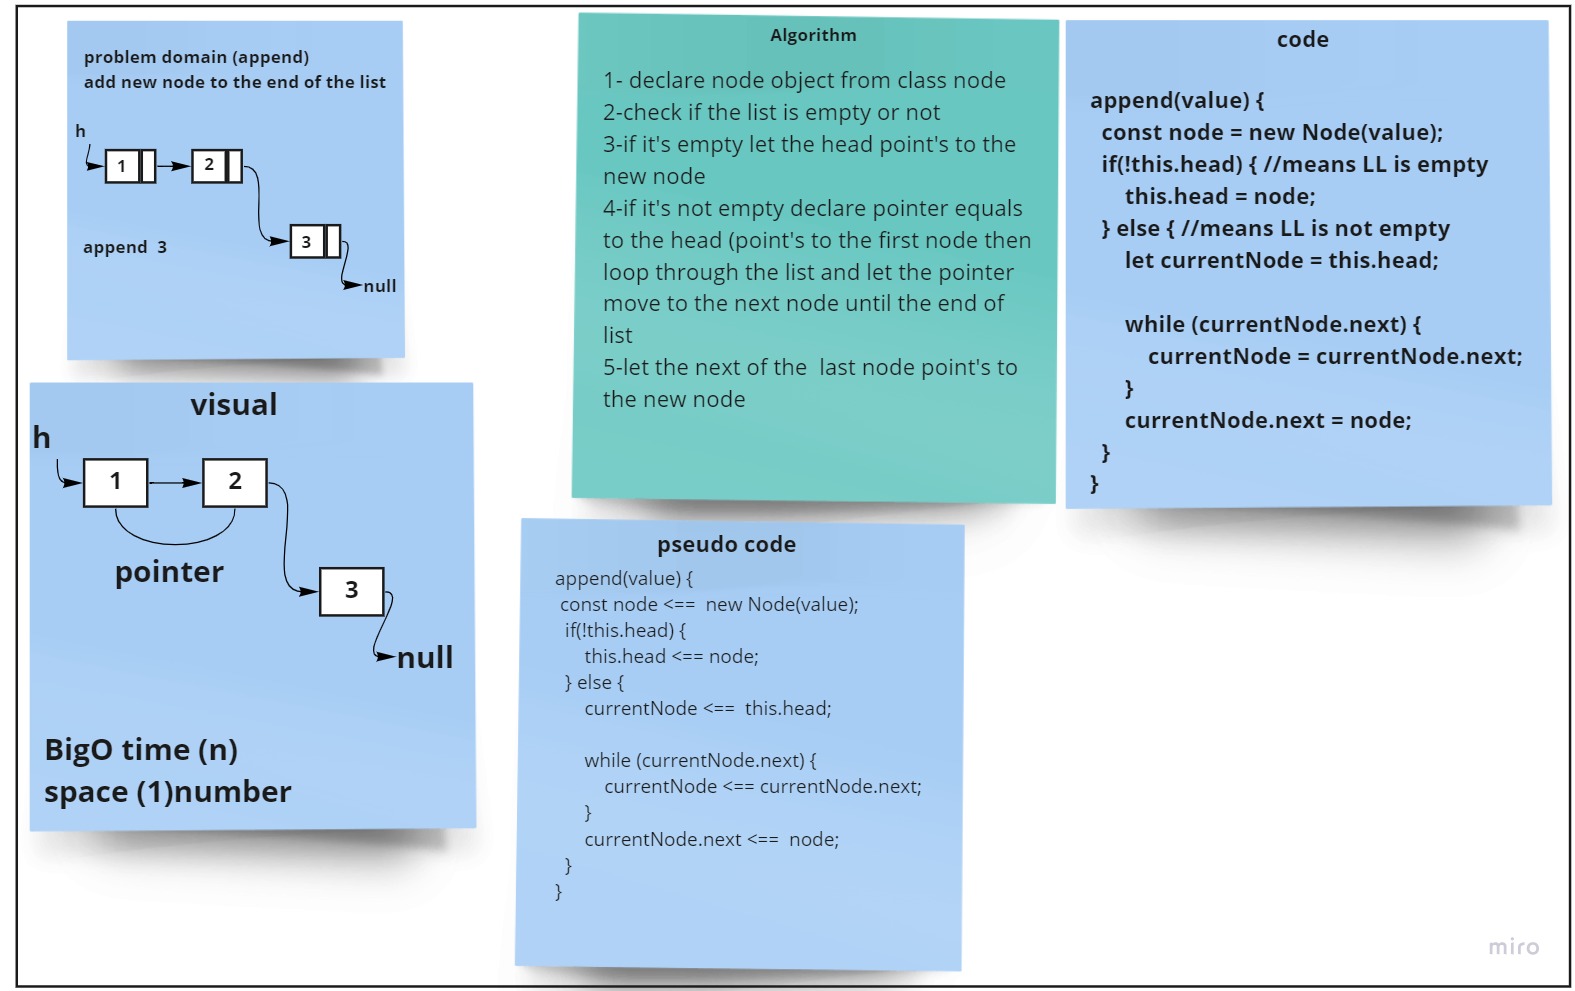 problem domain (append)
add new node to the end of the list
h
1
2
3
append 3
null
visual
h
1
2
pointer
3
null
BigO time (n)
space (1)number
Algorithm
1- declare node object from class node
2-check if the list is empty or not
3-if it's empty let the head point's to the
new node
4-if it's not empty declare pointer equals
to the head (point's to the first node then
loop through the list and let the pointer
move to the next node until the end of
list
5-let the next of the last node point's to
the new node
pseudo code
append(value) {
const node <== new Node(value);
if(!this.head) {
this.head <== node;
} else {
currentNode <== this.head;
while (currentNode.next) {
currentNode <== currentNode.next;
}
currentNode.next <== node;
}
}
code
append(value) {
const node = new Node(value);
if(!this.head) { //means LL is empty
this.head = node;
} else { //means LL is not empty
let currentNode = this.head;
while (currentNode.next) {
currentNode = currentNode.next;
}
currentNode.next = node;
}
}
miro